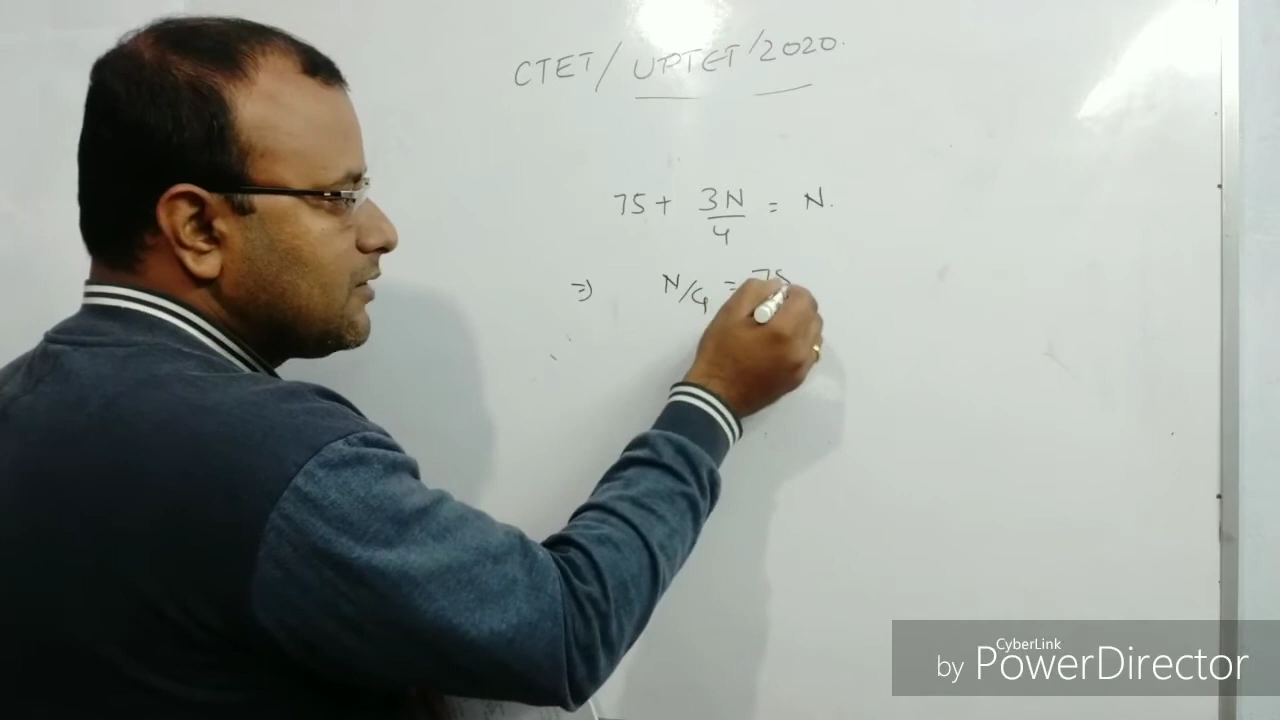 CTET/UPTET/2020.
75 + 3N/4 = N.
⇒ N/4 = 75
CyberLink
by PowerDirector